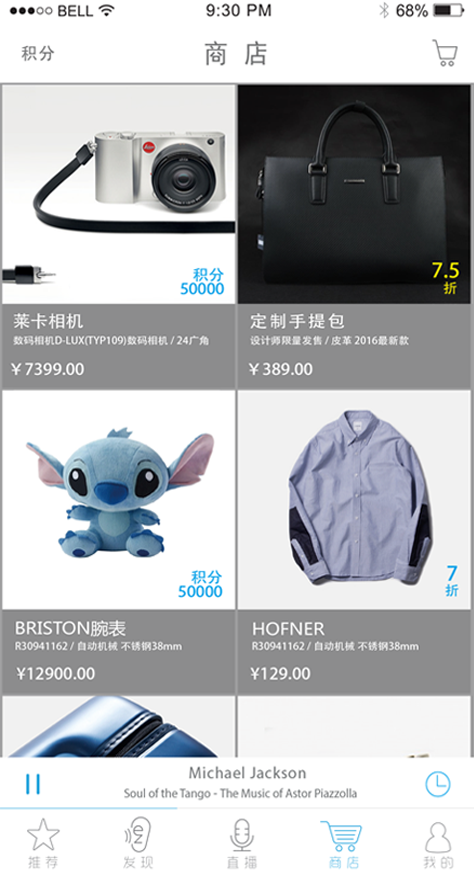 BELL 9:30 PM 68%
积分 商店
积分
50000
7.5
折
莱卡相机
数码相机D-LUX(TYP109)数码相机 / 24广角
￥7399.00
定制手提包
设计师限量发售 / 皮革 2016最新款
￥389.00
积分
50000
7
折
BRISTON腕表
R30941162 / 自动机械 不锈钢38mm
¥12900.00
HOFNER
R30941162 / 自动机械 不锈钢38mm
¥129.00
Michael Jackson
Soul of the Tango - The Music of Astor Piazzolla
推荐 发现 直播 商店 我的